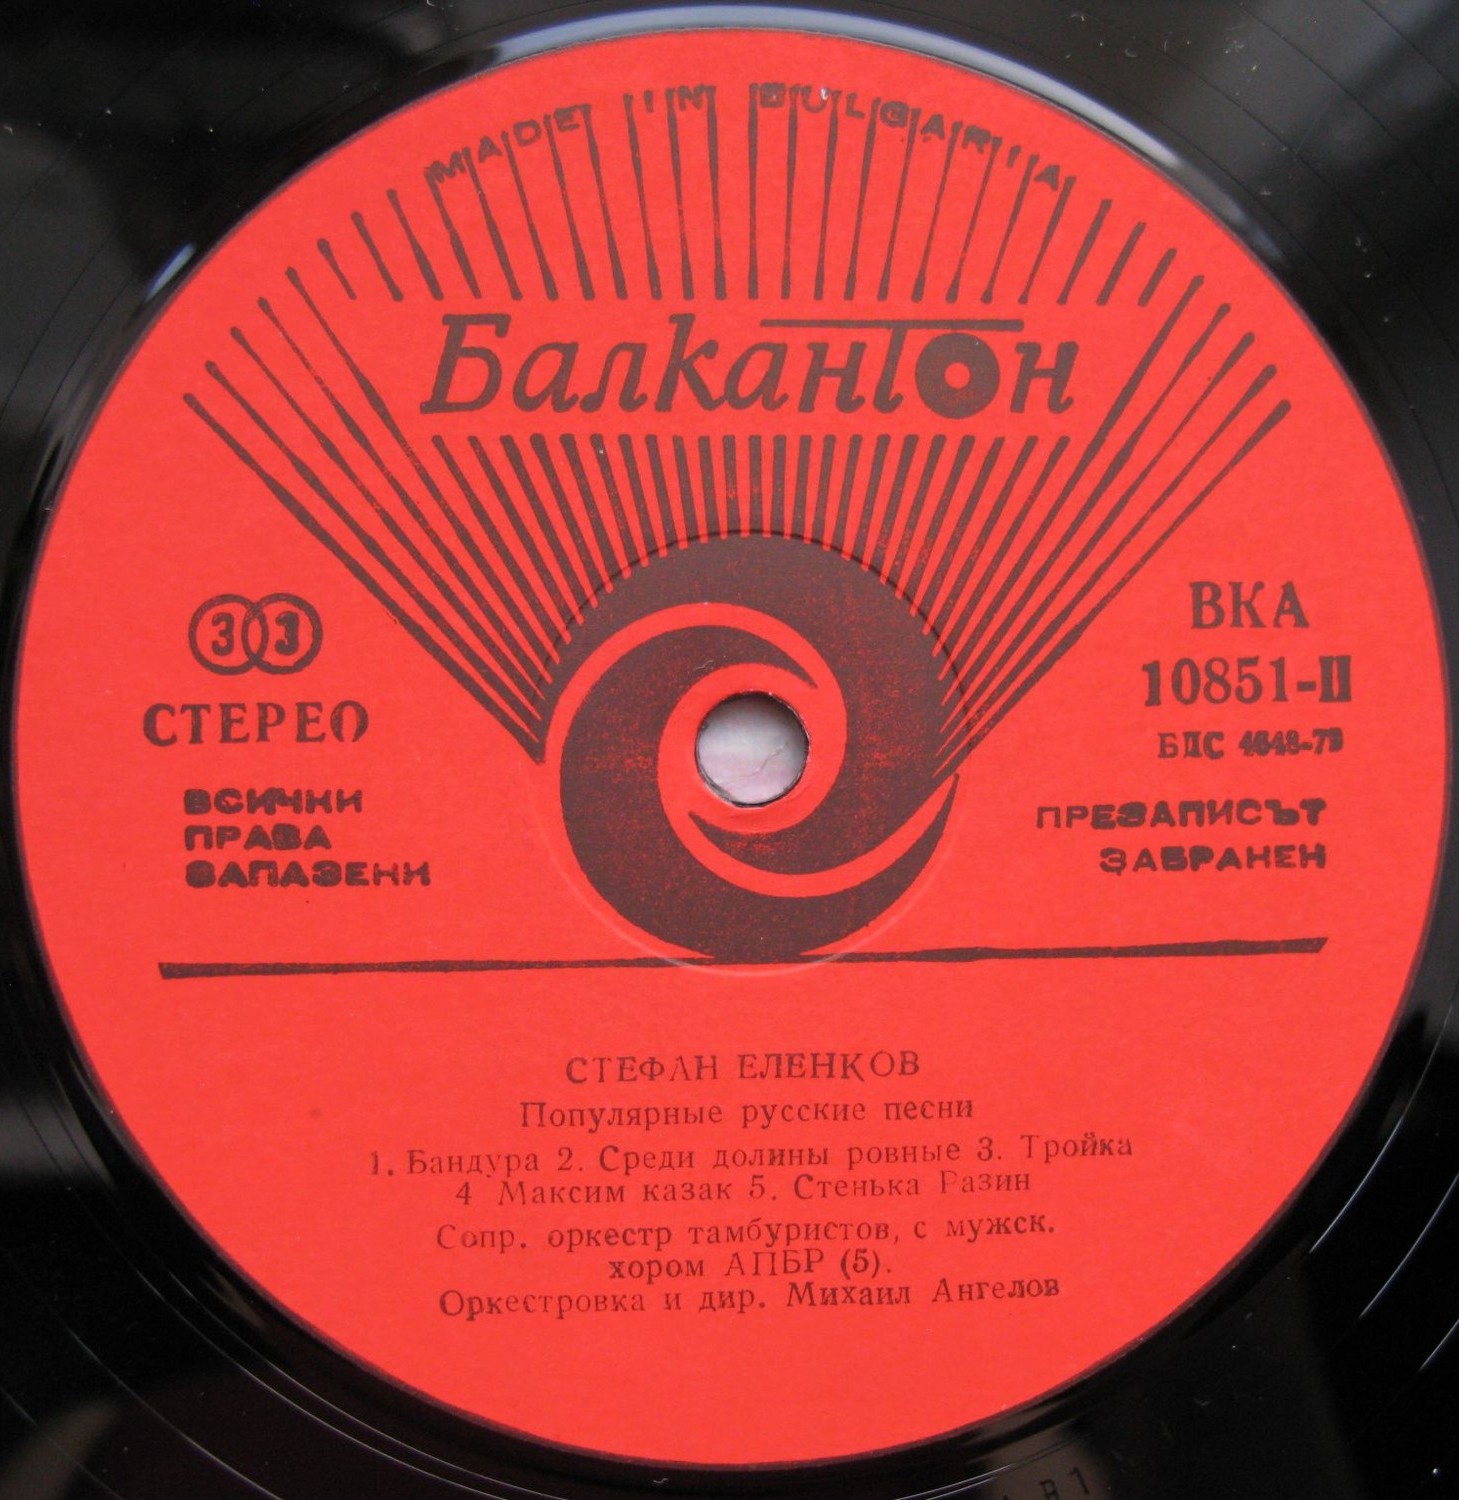 MADE IN BULGARIA
Балкантон
33
СТЕРЕО
ВСИЧКИ
ПРАВА
ЗАПАЗЕНИ
ВКА
10851-II
БДС 4648-79
ПРЕЗАПИСЪТ
ЗАБРАНЕН
СТЕФАН ЕЛЕНКОВ
Популярные русские песни
1. Бандура 2. Среди долины ровные 3. Тройка
4 Максим казак 5. Стенька Разин
Сопр. оркестр тамбуристов, с мужск.
хором АПБР (5).
Оркестровка и дир. Михаил Ангелов